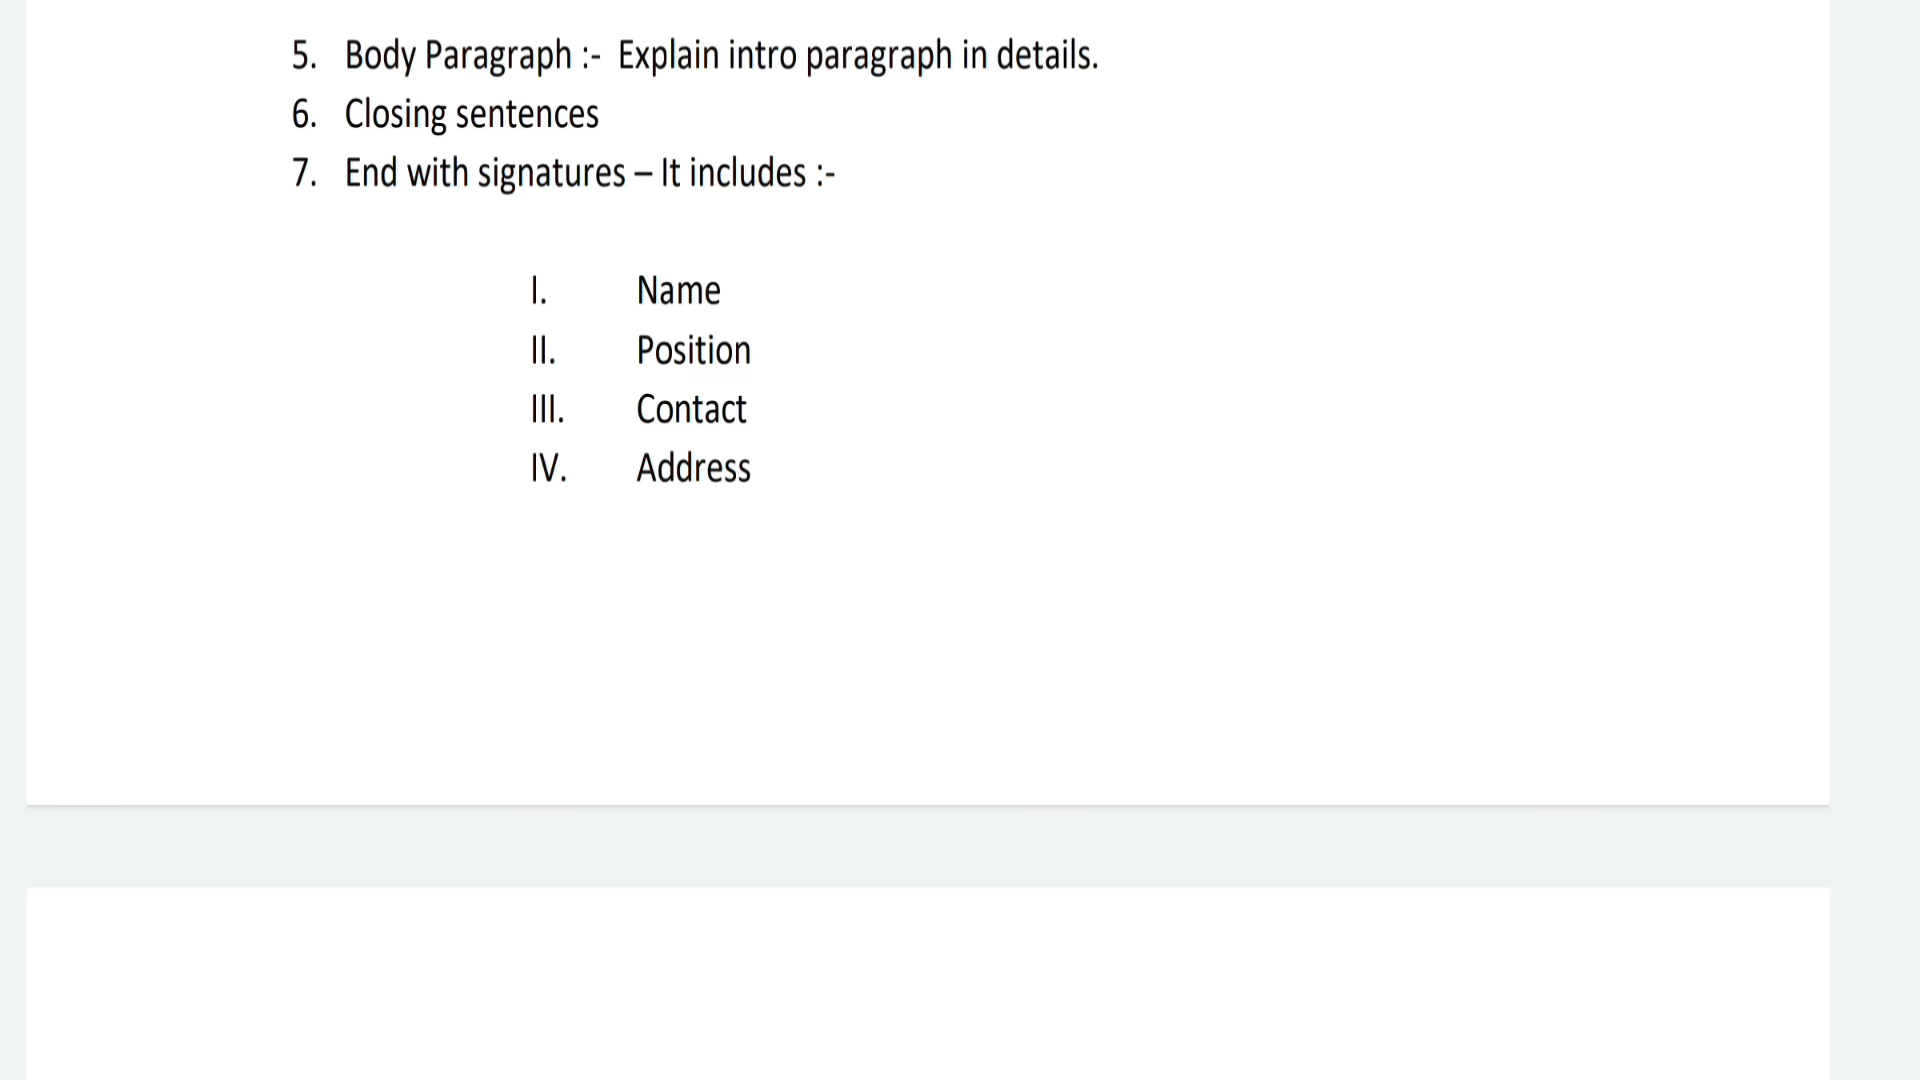 5. Body Paragraph :- Explain intro paragraph in details.
6. Closing sentences
7. End with signatures – It includes :-
I. Name
II. Position
III. Contact
IV. Address